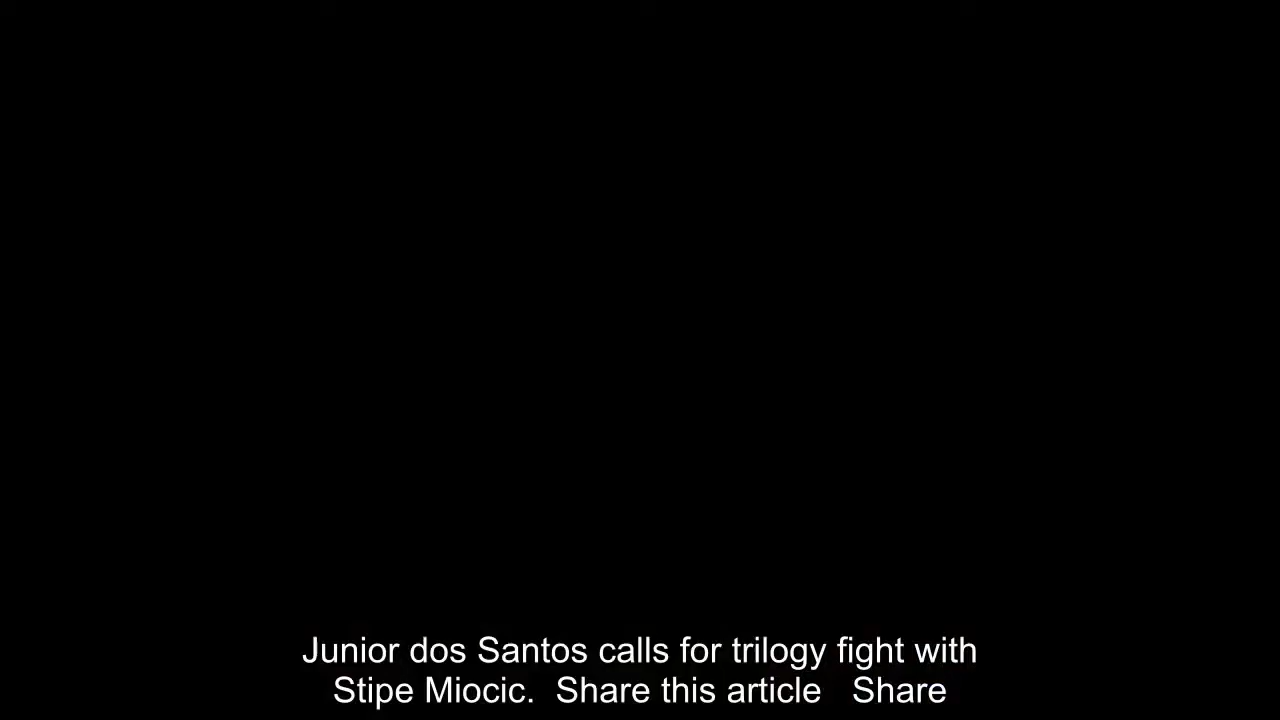 Junior dos Santos calls for trilogy fight with
Stipe Miocic.  Share this article   Share